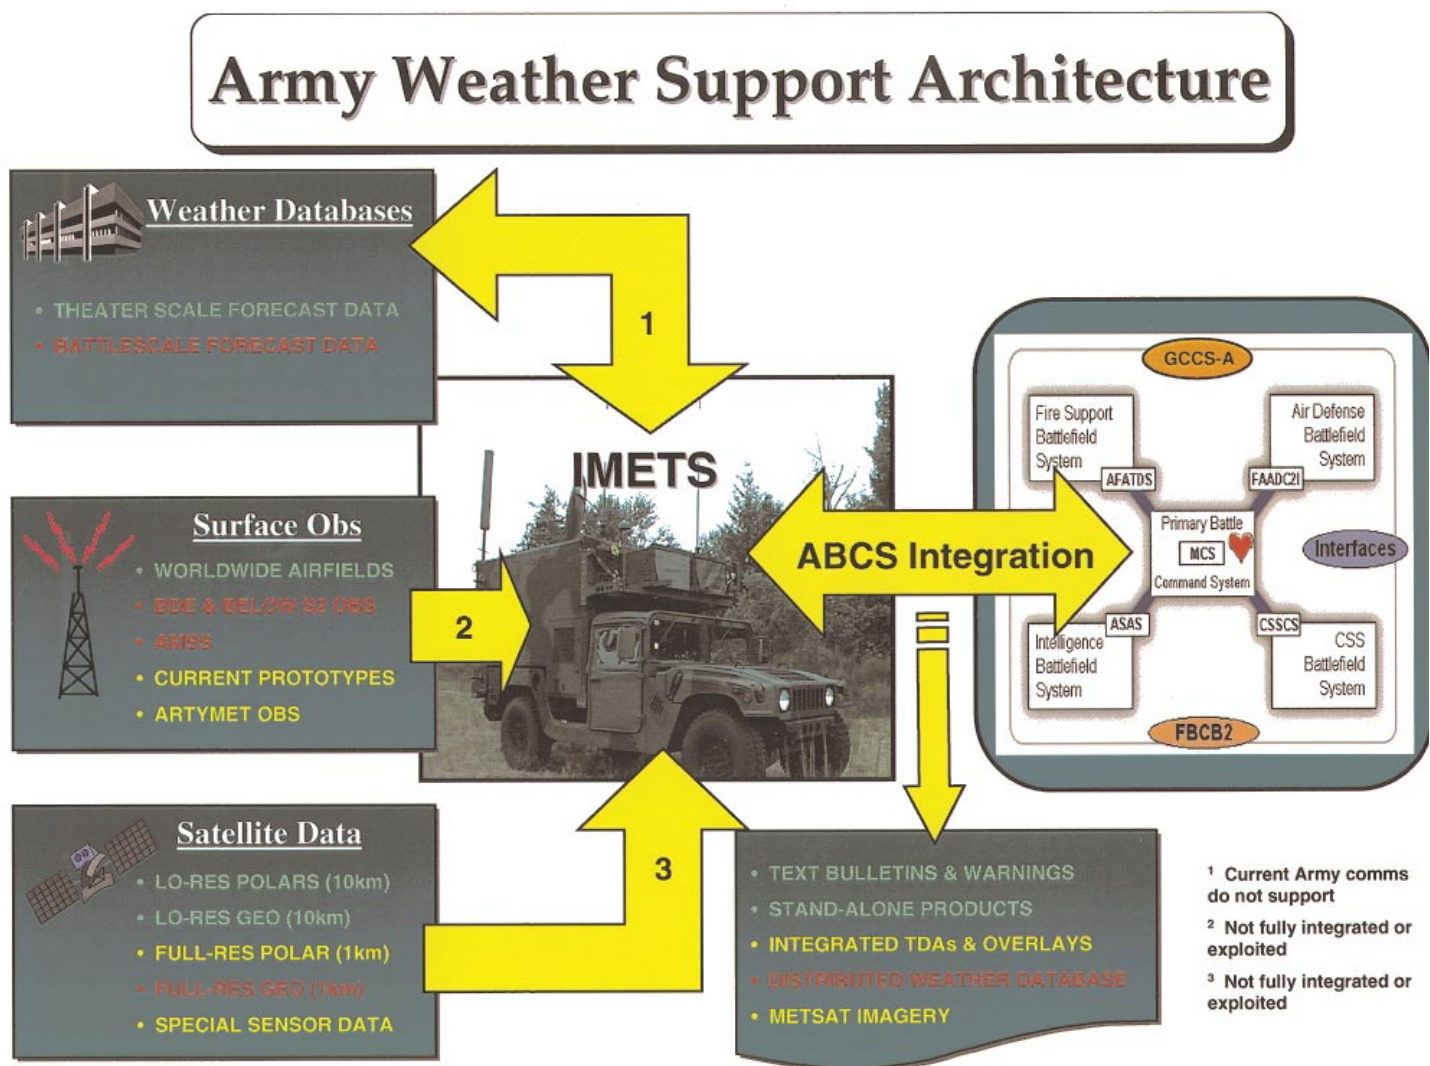 Army Weather Support Architecture
Weather Databases
• THEATER SCALE FORECAST DATA
• BATTLESCALE FORECAST DATA
1
Surface Obs
• WORLDWIDE AIRFIELDS
• BDE & BELOW S2 OBS
• AMSS
• CURRENT PROTOTYPES
• ARTYMET OBS
2
Satellite Data
• LO-RES POLARS (10km)
• LO-RES GEO (10km)
• FULL-RES POLAR (1km)
• FULL-RES GEO (1km)
• SPECIAL SENSOR DATA
3
IMETS
ABCS Integration
GCCS-A
Fire Support
Battlefield
System
AFATDS
Air Defense
Battlefield
System
FAADC2I
Primary Battle
MCS
Command System
Interfaces
ASAS
Intelligence
Battlefield
System
CSSCS
CSS
Battlefield
System
FBCB2
• TEXT BULLETINS & WARNINGS
• STAND-ALONE PRODUCTS
• INTEGRATED TDAs & OVERLAYS
• DISTRIBUTED WEATHER DATABASE
• METSAT IMAGERY
1 Current Army comms
do not support
2 Not fully integrated or
exploited
3 Not fully integrated or
exploited